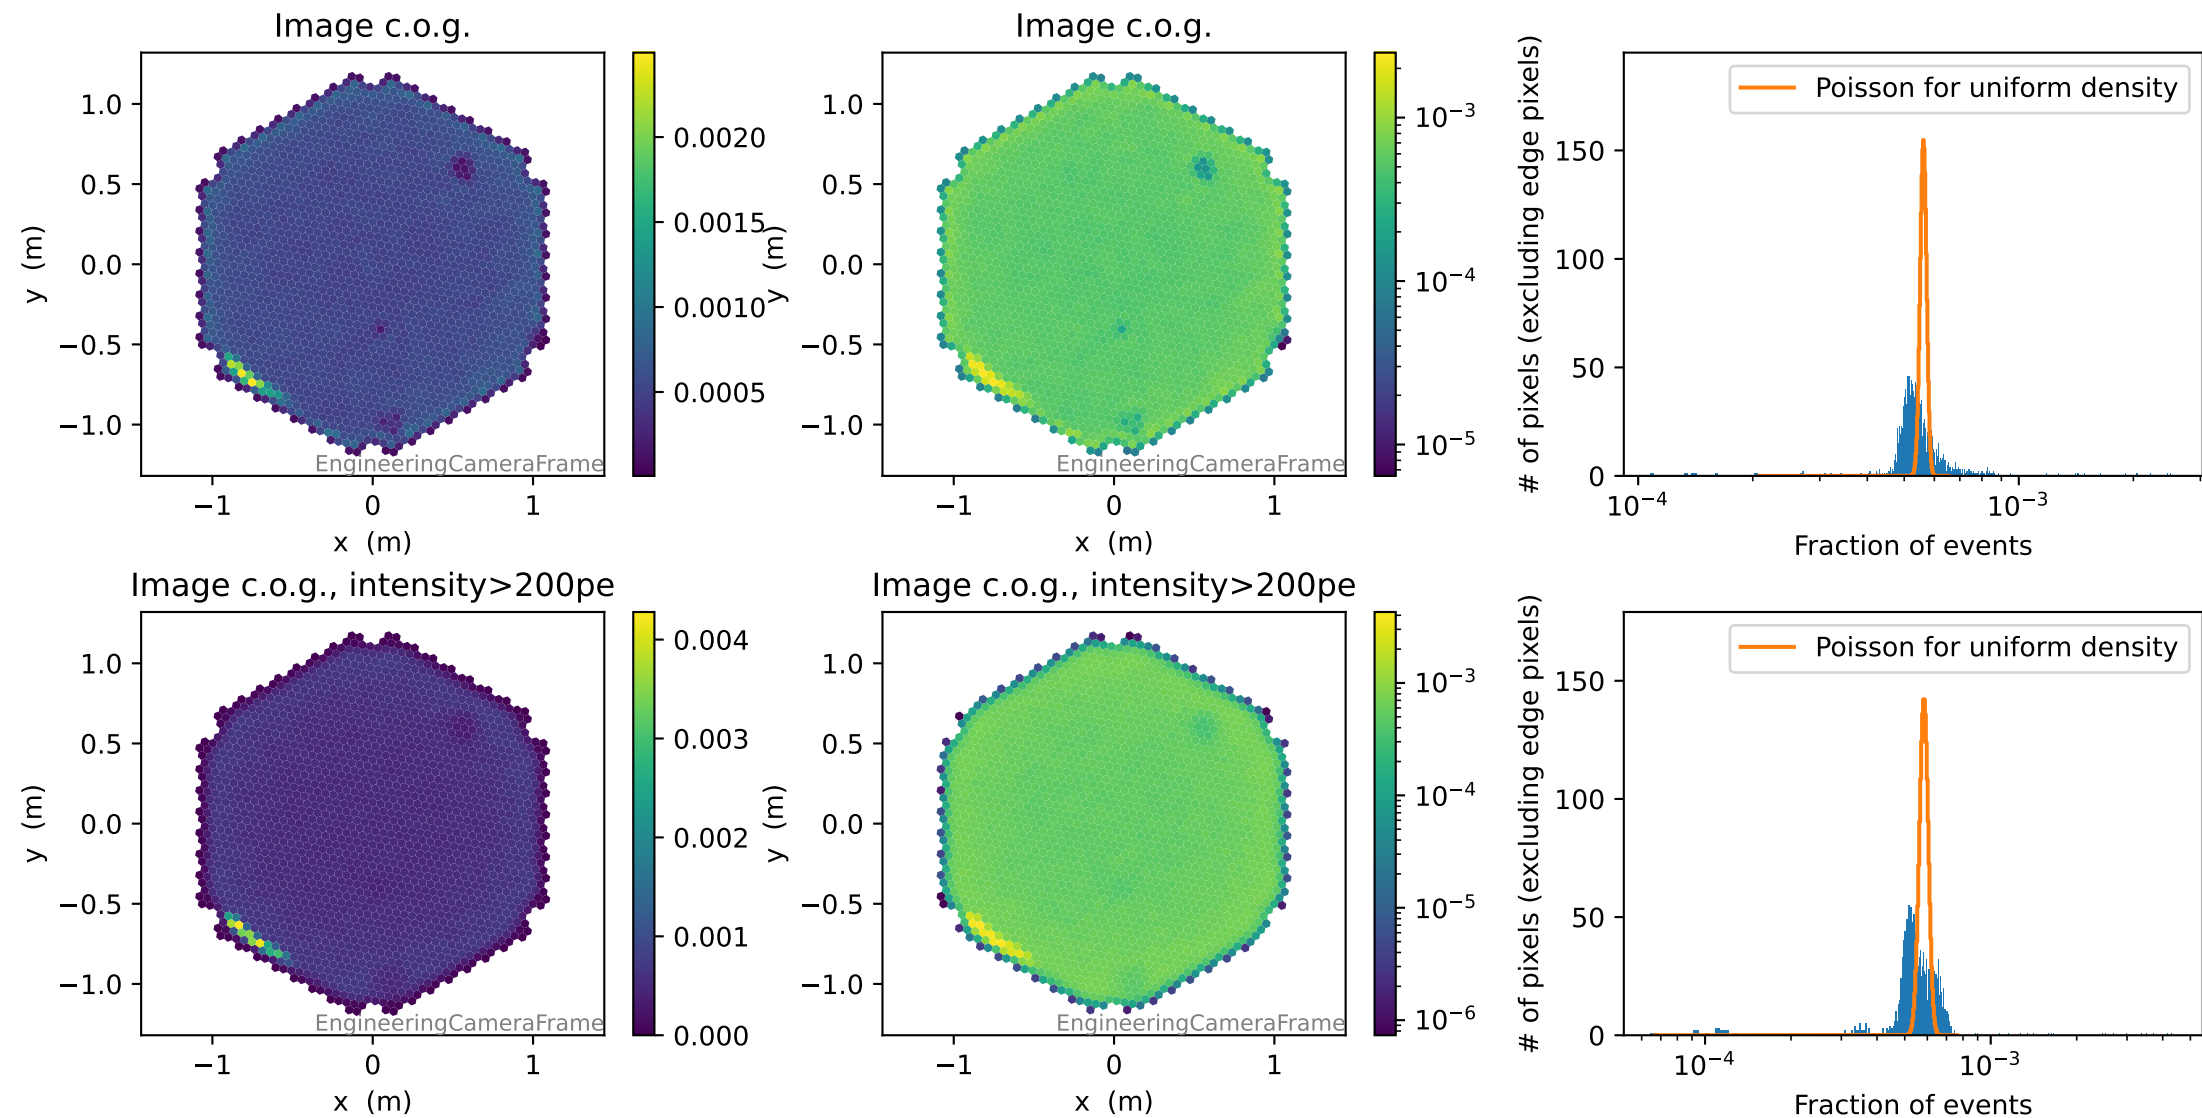 Image c.o.g.
1.0
0.5
0.0
−0.5
−1.0
y (m)
−1
0
1
x (m)
EngineeringCameraFrame
0.0020
0.0015
0.0010
0.0005
Image c.o.g.
1.0
0.5
0.0
−0.5
−1.0
y (m)
−1
0
1
x (m)
EngineeringCameraFrame
10⁻³
10⁻⁴
10⁻⁵
Poisson for uniform density
# of pixels (excluding edge pixels)
150
100
50
0
10⁻⁴
10⁻³
Fraction of events
Image c.o.g., intensity>200pe
1.0
0.5
0.0
−0.5
−1.0
y (m)
−1
0
1
x (m)
EngineeringCameraFrame
0.004
0.003
0.002
0.001
0.000
Image c.o.g., intensity>200pe
1.0
0.5
0.0
−0.5
−1.0
y (m)
−1
0
1
x (m)
EngineeringCameraFrame
10⁻³
10⁻⁴
10⁻⁵
10⁻⁶
Poisson for uniform density
# of pixels (excluding edge pixels)
150
100
50
0
10⁻⁴
10⁻³
Fraction of events